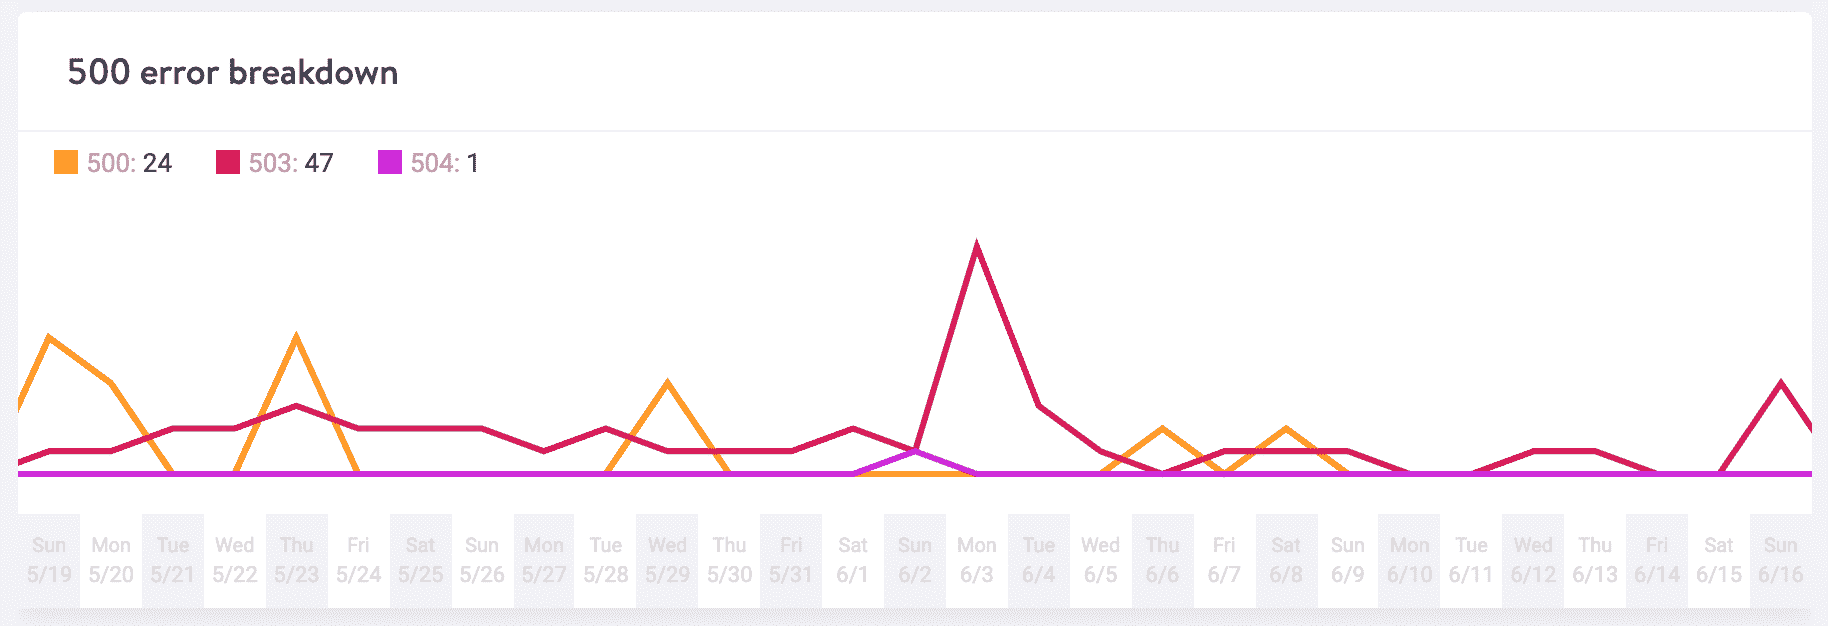 500 error breakdown
500: 24 503: 47 504: 1
Sun Mon Tue Wed Thu Fri Sat Sun Mon Tue Wed Thu Fri Sat Sun Mon Tue Wed Thu Fri Sat Sun Mon Tue Wed Thu Fri Sat Sun
5/19 5/20 5/21 5/22 5/23 5/24 5/25 5/26 5/27 5/28 5/29 5/30 5/31 6/1 6/2 6/3 6/4 6/5 6/6 6/7 6/8 6/9 6/10 6/11 6/12 6/13 6/14 6/15 6/16